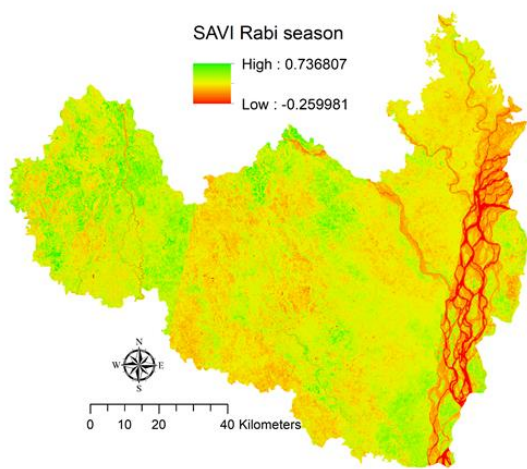 SAVI Rabi season
High : 0.736807
Low : -0.259981
N
W E
S
0 10 20 40 Kilometers